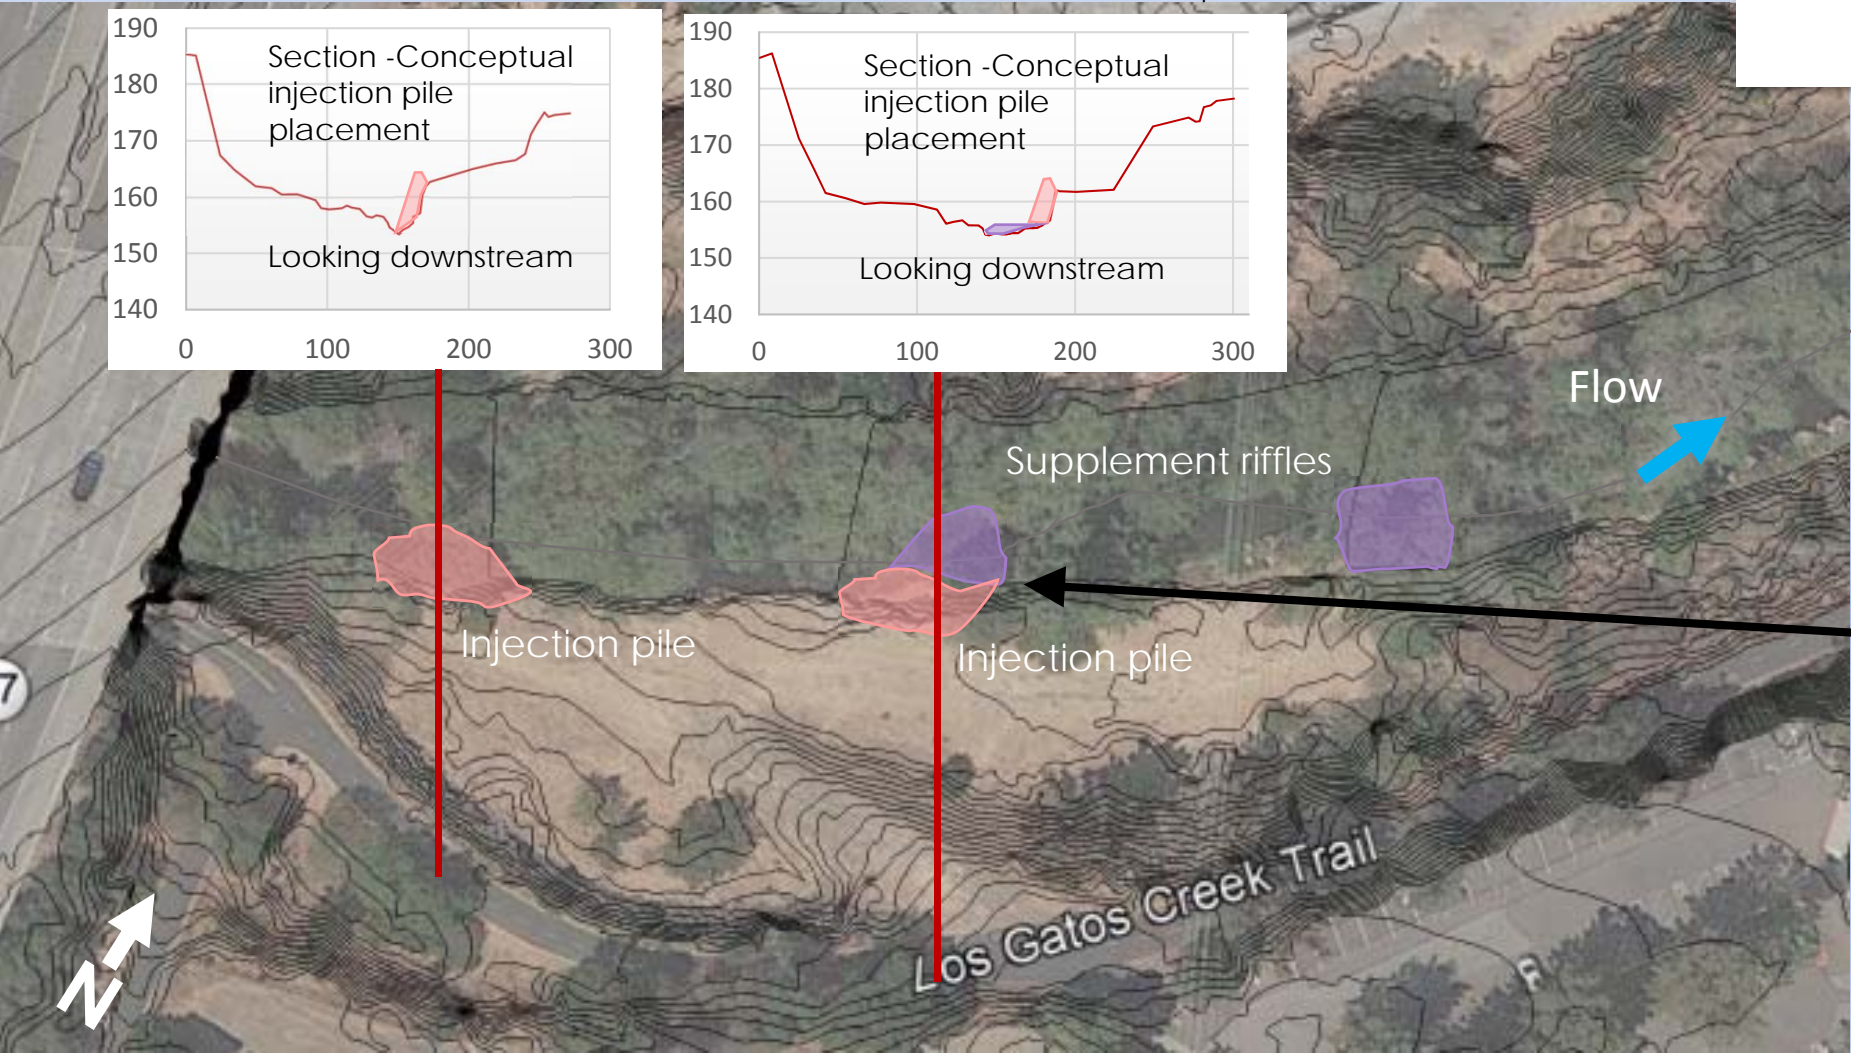 190
180
170
160
150
140
0
100
200
300
Section -Conceptual
injection pile
placement
Looking downstream
190
180
170
160
150
140
0
100
200
300
Section -Conceptual
injection pile
placement
Looking downstream
Flow
Supplement riffles
Injection pile
Injection pile
7
Los Gatos Creek Trail
N